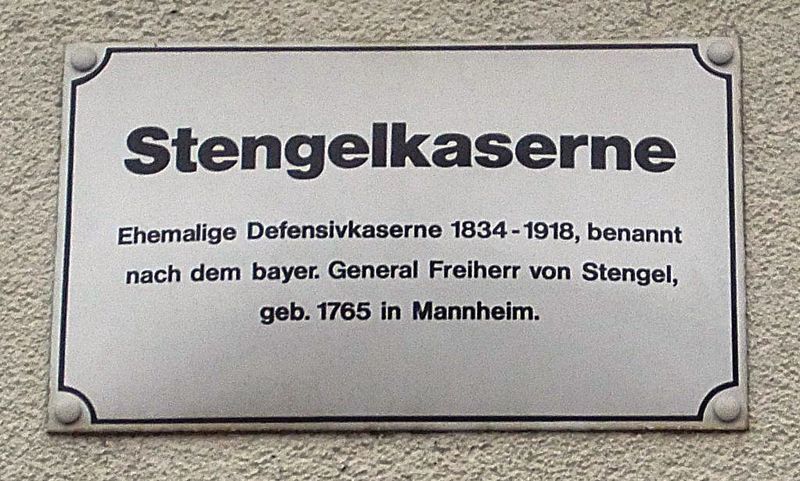 Stengelkaserne
Ehemalige Defensivkaserne 1834-1918, benannt
nach dem bayer. General Freiherr von Stengel,
geb. 1765 in Mannheim.